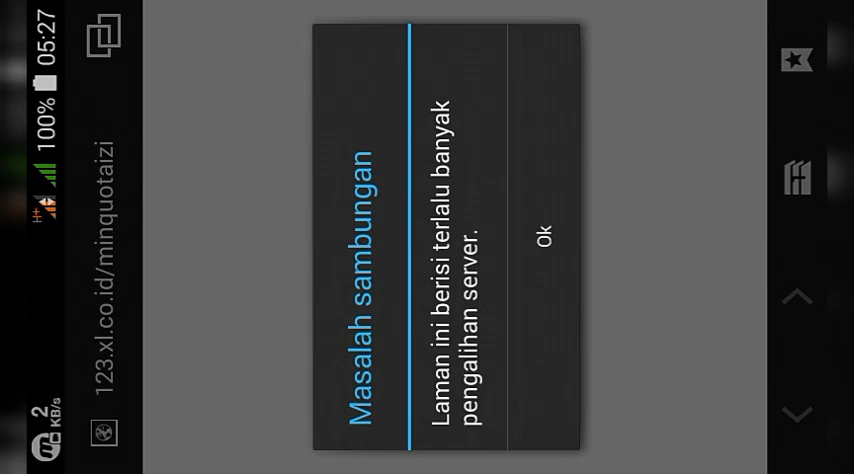 2
KB/s
H+
100%
05:27
123.xl.co.id/minquotaizi
Masalah sambungan
Laman ini berisi terlalu banyak
pengalihan server.
Ok